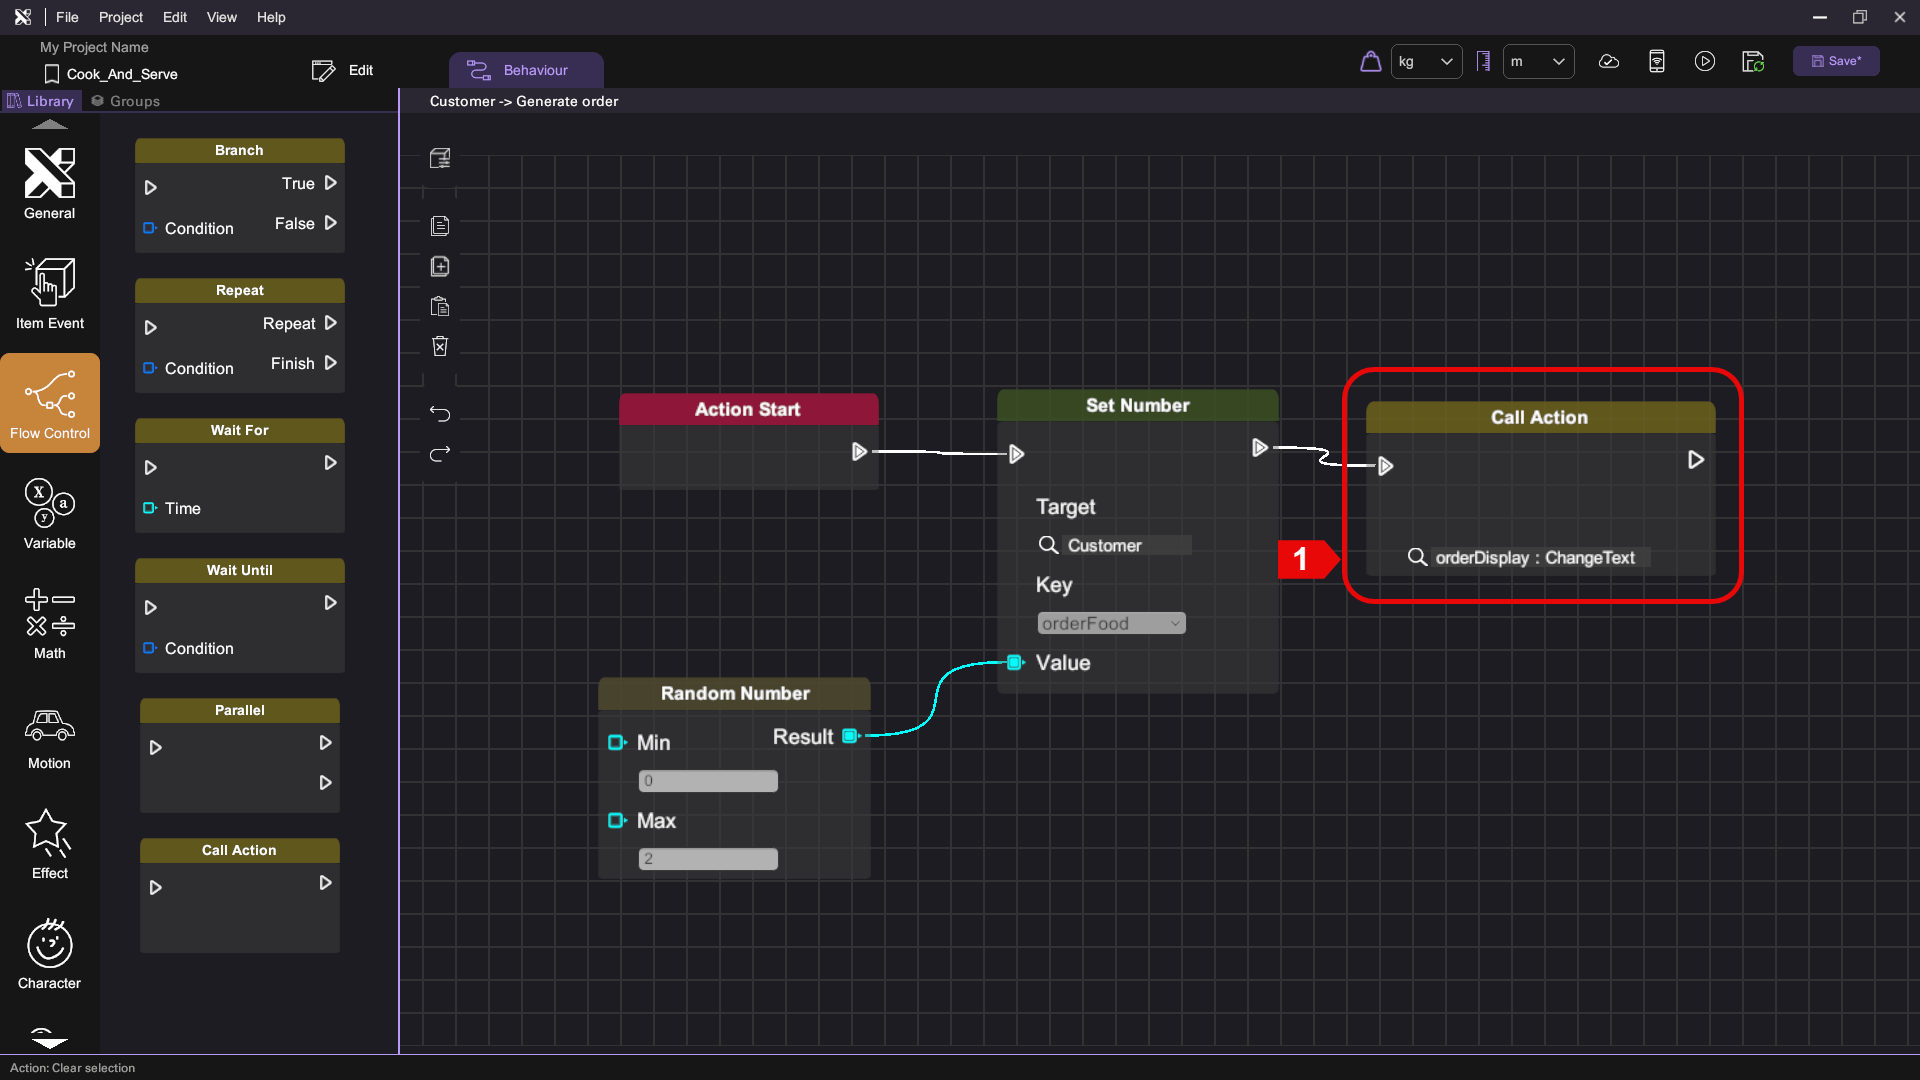 File Project Edit View Help
My Project Name
Cook_And_Serve
Edit
Behaviour
kg
m
Save*
Library
Groups
Customer -> Generate order
General
Item Event
Flow Control
Variable
Math
Motion
Effect
Character
Branch
True
Condition
False
Repeat
Repeat
Condition
Finish
Wait For
Time
Wait Until
Condition
Parallel
Call Action
Action Start
Set Number
Target
Customer
Key
orderFood
Value
Call Action
orderDisplay : ChangeText
1
Random Number
Min
Result
0
Max
2
Action: Clear selection